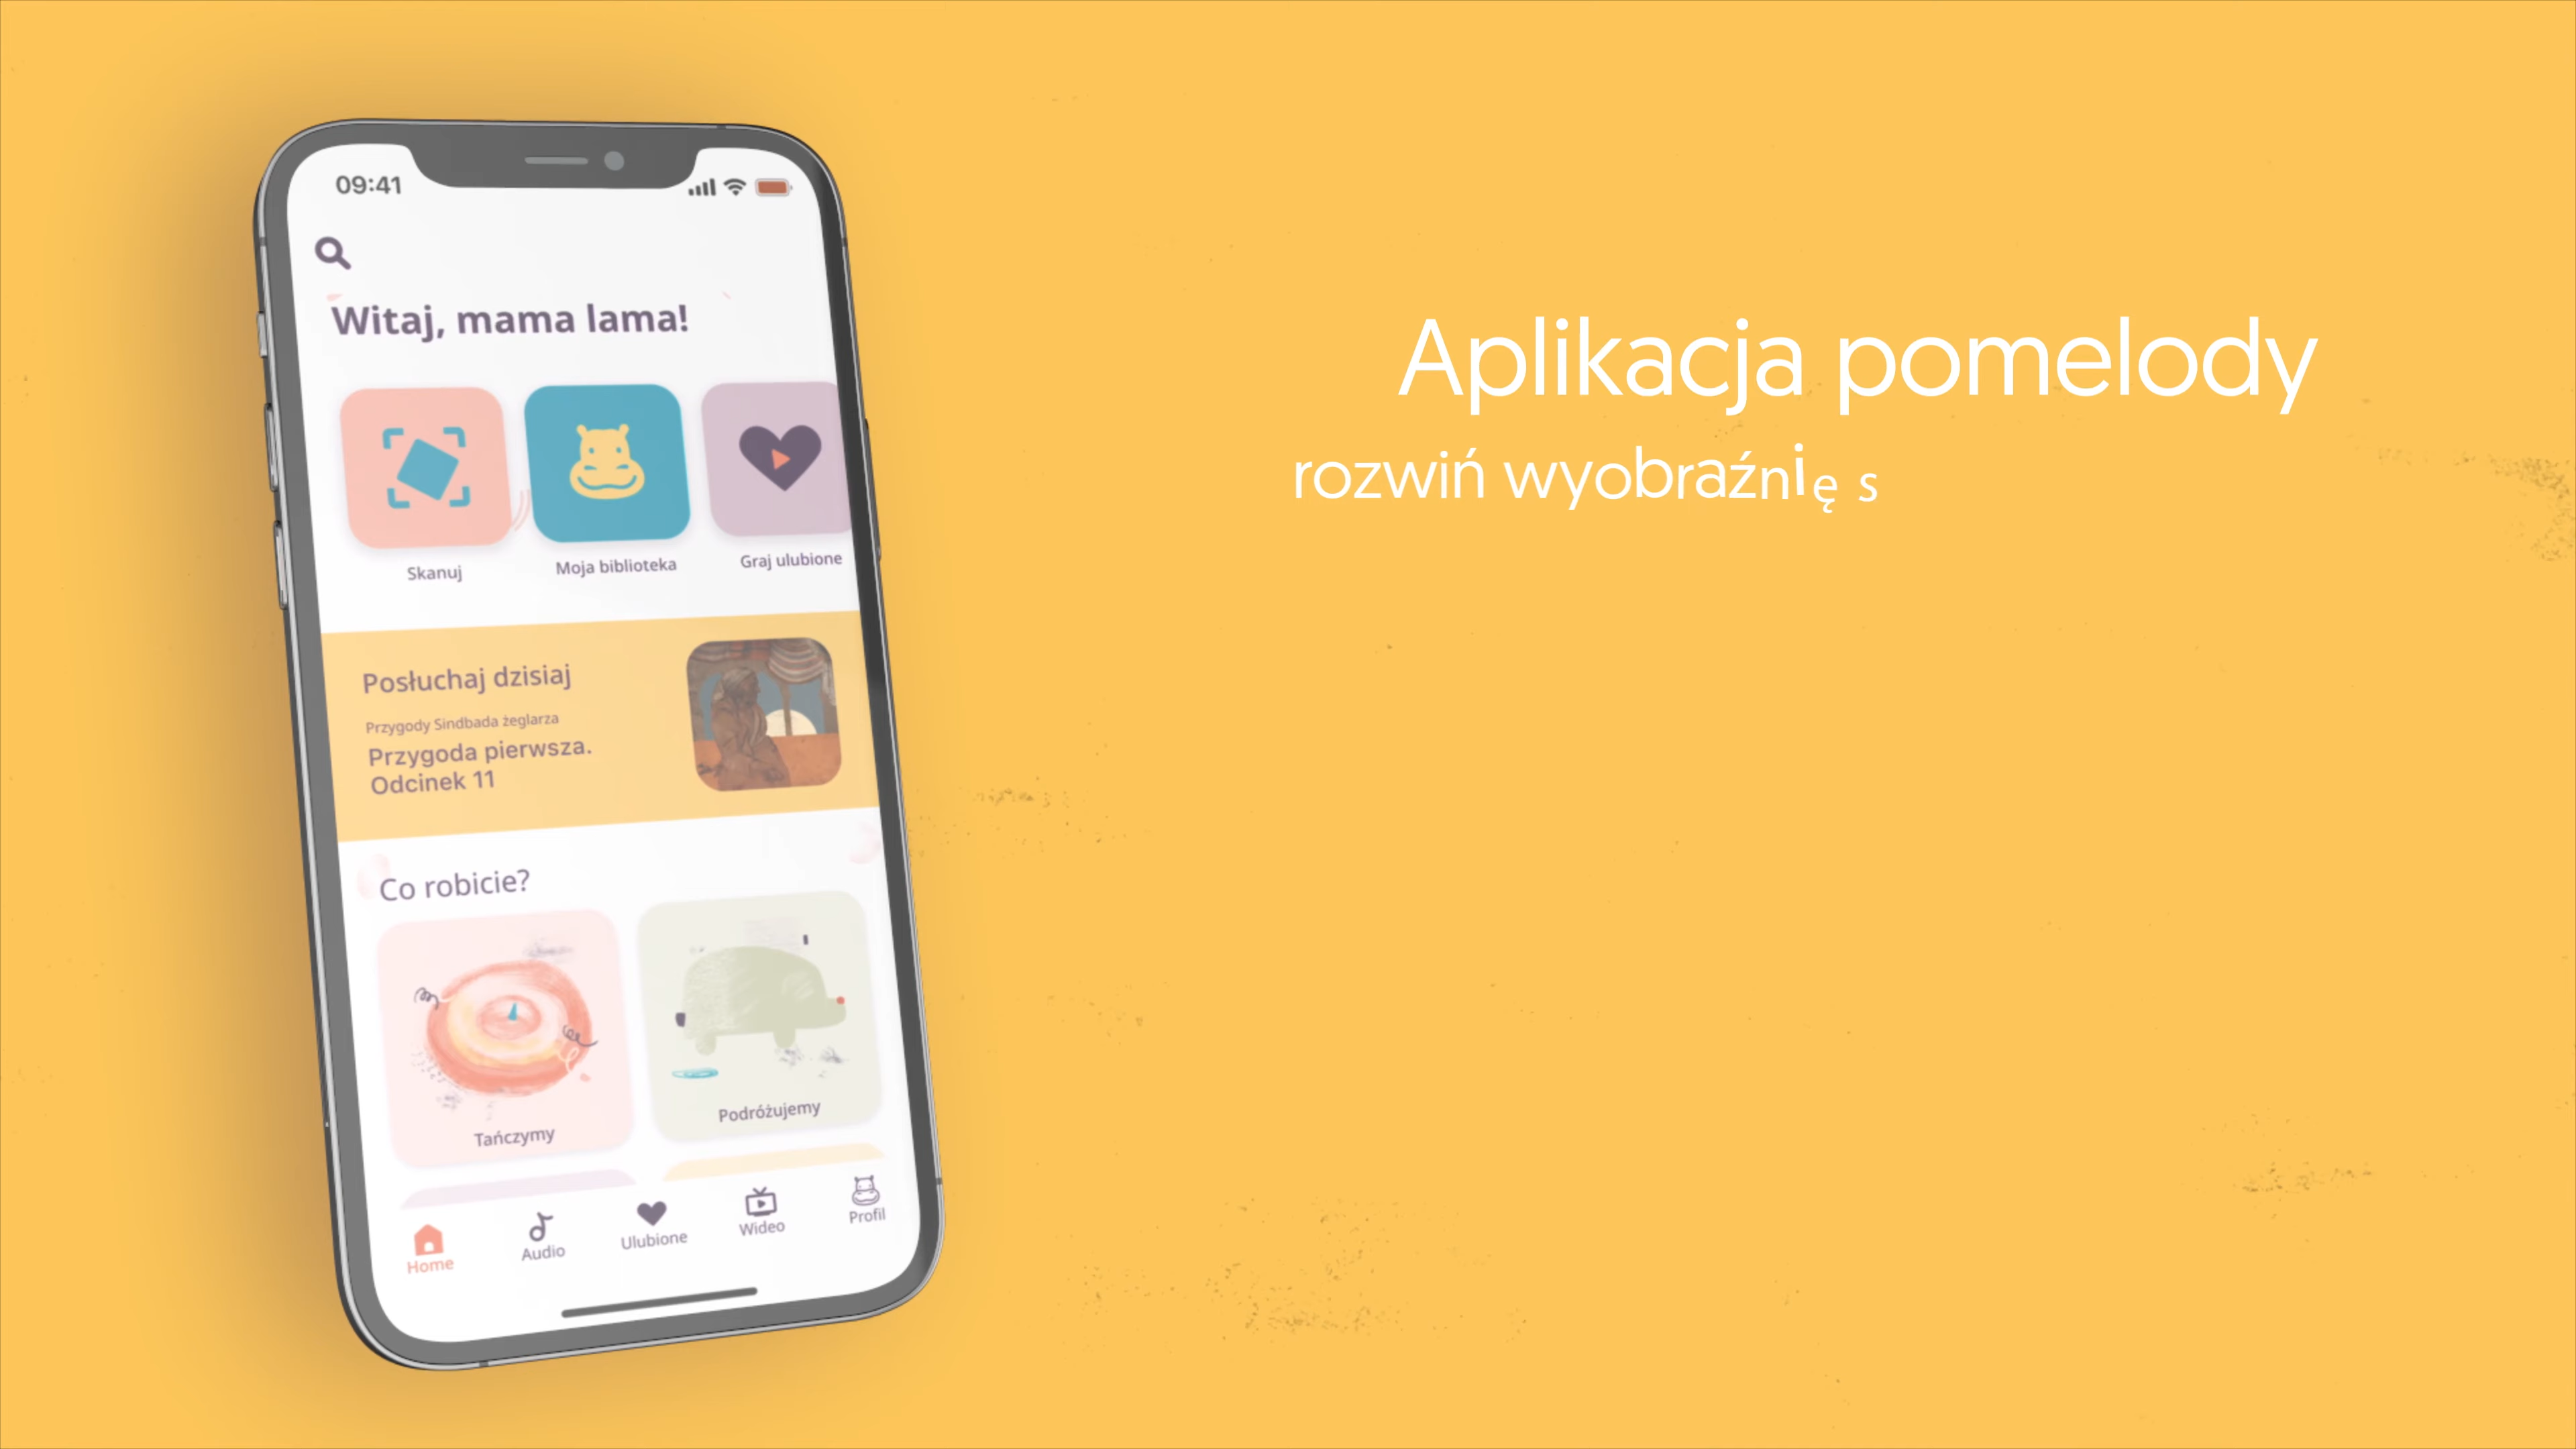 09:41
Witaj, mama lama!
Skanuj
Moja biblioteka
Graj ulubione
Posłuchaj dzisiaj
Przygody Sindbada żeglarza
Przygoda pierwsza.
Odcinek 11
Co robicie?
Tańczymy
Podróżujemy
Home
Audio
Ulubione
Wideo
Profil
Aplikacja pomelody
rozwiń wyobraźnię s